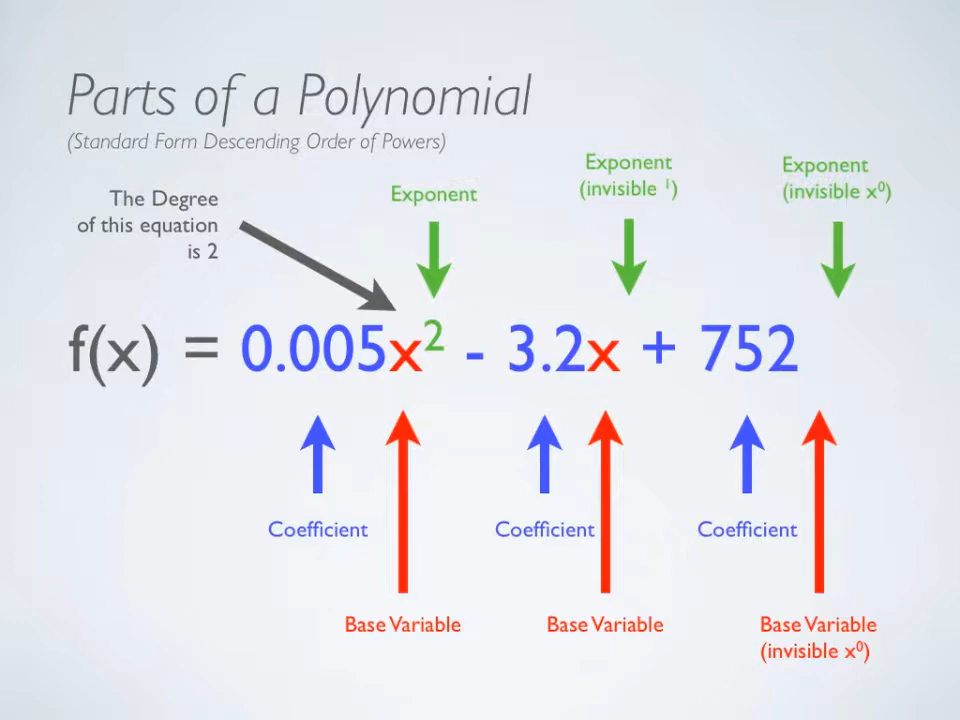 Parts of a Polynomial
(Standard Form Descending Order of Powers)
The Degree
of this equation
is 2
Exponent
Exponent
(invisible ¹)
Exponent
(invisible x⁰)
f(x) = 0.005x² - 3.2x + 752
Coefficient
Coefficient
Coefficient
Base Variable
Base Variable
Base Variable
(invisible x⁰)